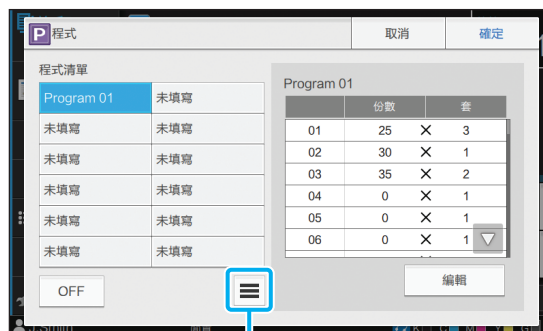 P 程式 取消 確定
程式清單
Program 01 未填寫
未填寫 未填寫
未填寫 未填寫
未填寫 未填寫
未填寫 未填寫
未填寫 未填寫
OFF
Program 01
份數 套
01 25 × 3
02 30 × 1
03 35 × 2
04 0 × 1
05 0 × 1
06 0 × 1
編輯
J.Smith